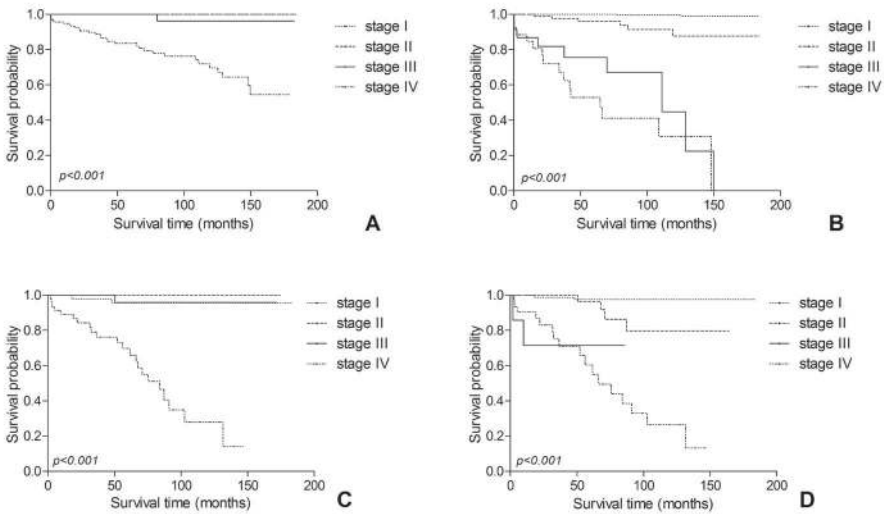 1.0
0.8
0.6
0.4
0.2
0.0
Survival probability
p<0.001
0
50
100
150
200
Survival time (months)
stage I
stage II
stage III
stage IV
A
1.0
0.8
0.6
0.4
0.2
0.0
Survival probability
p<0.001
0
50
100
150
200
Survival time (months)
stage I
stage II
stage III
stage IV
B
1.0
0.8
0.6
0.4
0.2
Survival probability
p<0.001
0
50
100
150
200
Survival time (months)
stage I
stage II
stage III
stage IV
C
1.0
0.8
0.6
0.4
0.2
0.0
Survival probability
p<0.001
0
50
100
150
200
Survival time (months)
stage I
stage II
stage III
stage IV
D